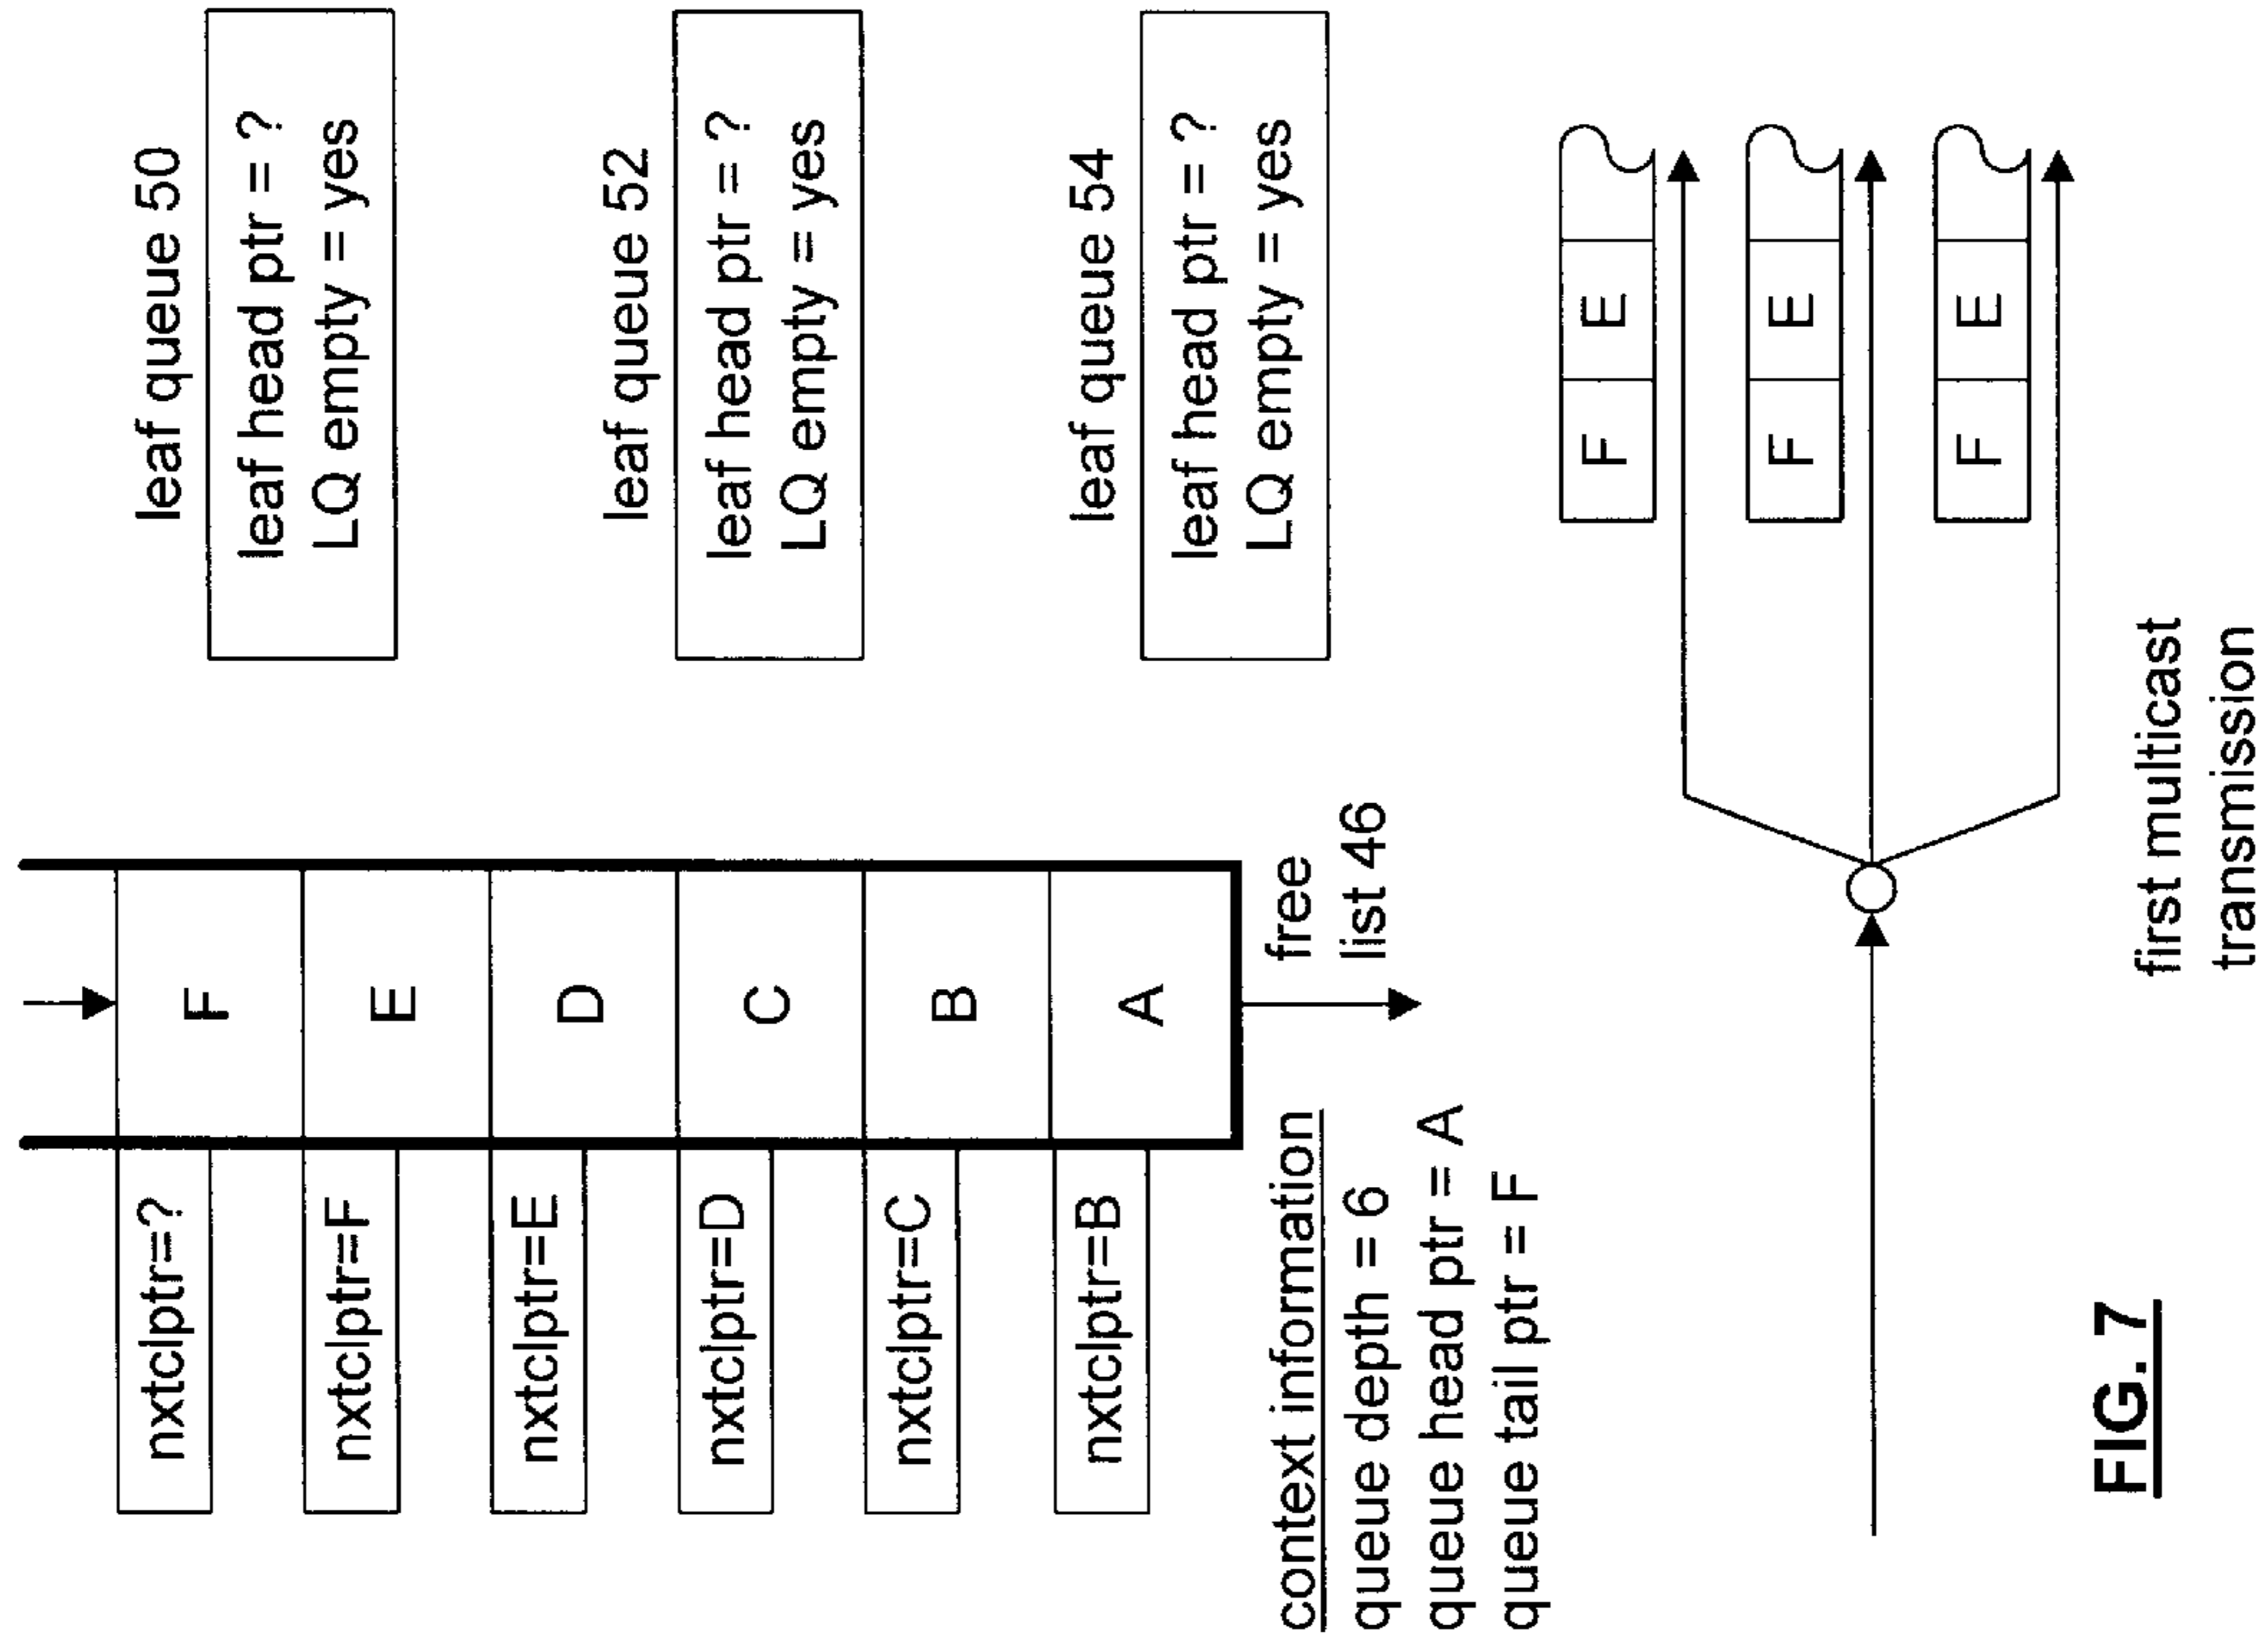 nxtclptr=?
F
nxtclptr=F
E
nxtclptr=E
D
nxtclptr=D
C
nxtclptr=C
B
nxtclptr=B
A
free
list 46
context information
queue depth = 6
queue head ptr = A
queue tail ptr = F
leaf queue 50
leaf head ptr = ?
LQ empty = yes
leaf queue 52
leaf head ptr = ?
LQ empty = yes
leaf queue 54
leaf head ptr = ?
LQ empty = yes
F E
F E
F E
first multicast
transmission
FIG. 7